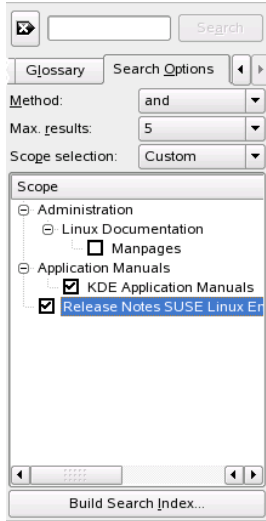 Search
Glossary Search Options
Method: and
Max. results: 5
Scope selection: Custom
Scope
Administration
Linux Documentation
Manpages
Application Manuals
KDE Application Manuals
Release Notes SUSE Linux En
Build Search Index...